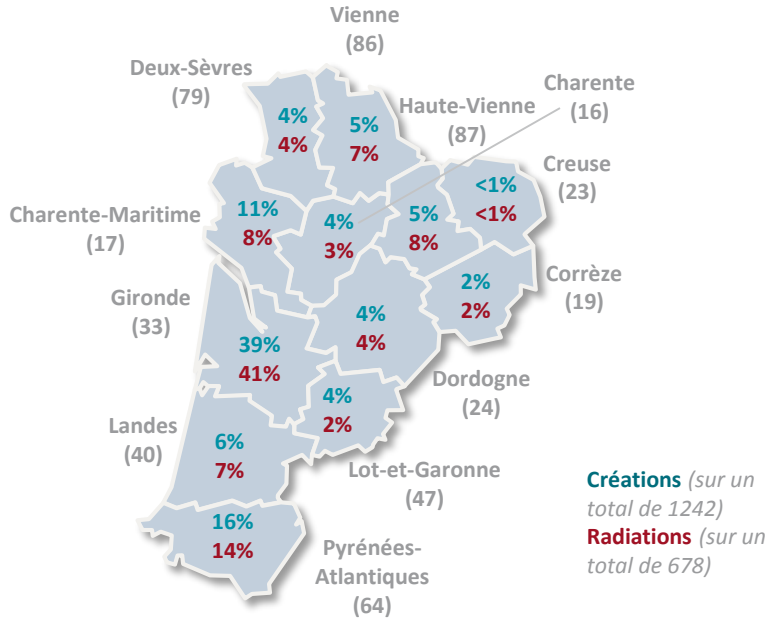 Vienne
(86)
Deux-Sèvres
(79)
Charente
(16)
Haute-Vienne
(87)
Creuse
(23)
4%
4%
5%
7%
<1%
<1%
Charente-Maritime
(17)
11%
8%
4%
3%
5%
8%
Corrèze
(19)
2%
2%
Gironde
(33)
39%
41%
4%
4%
Dordogne
(24)
4%
2%
Landes
(40)
6%
7%
Lot-et-Garonne
(47)
16%
14%
Pyrénées-
Atlantiques
(64)
Créations (sur un
total de 1242)
Radiations (sur un
total de 678)